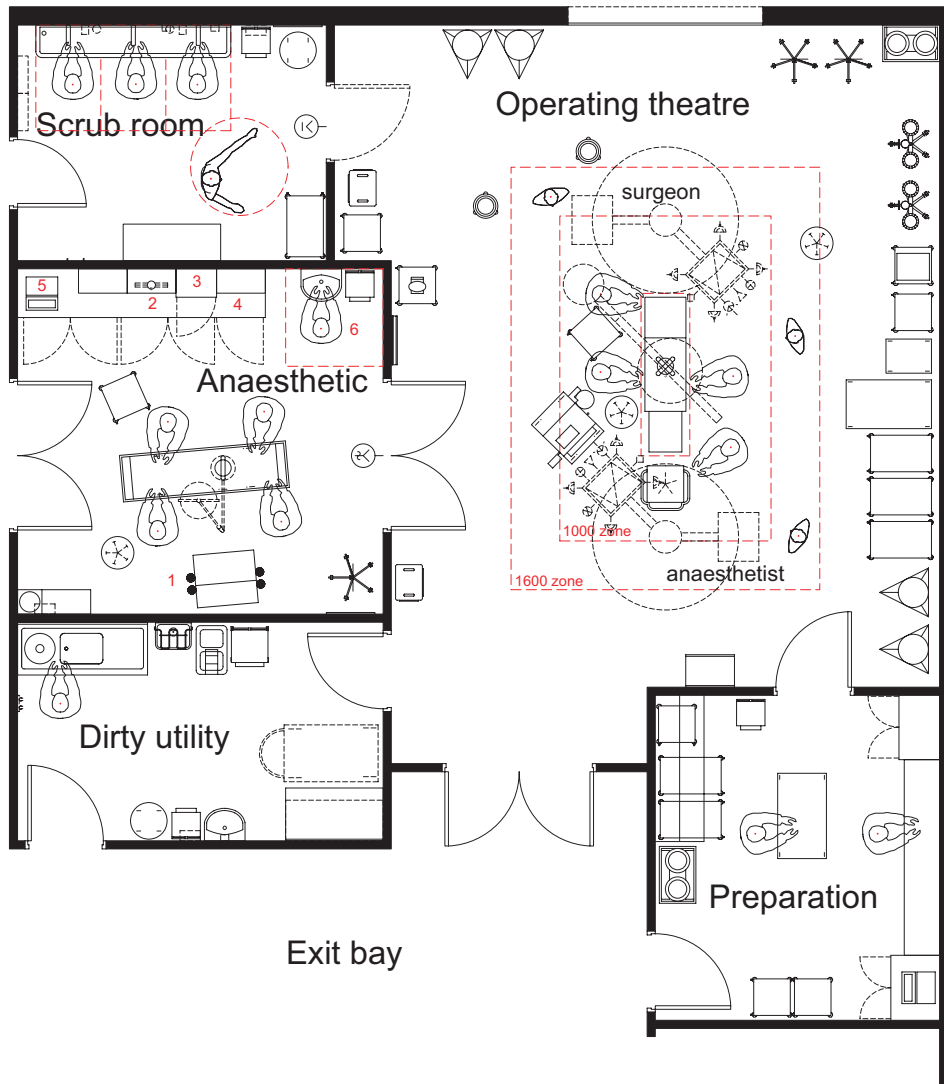 Operating theatre
Scrub room
surgeon
5
3
2
4
6
Anaesthetic
1000 zone
1
anaesthetist
1600 zone
Dirty utility
Preparation
Exit bay